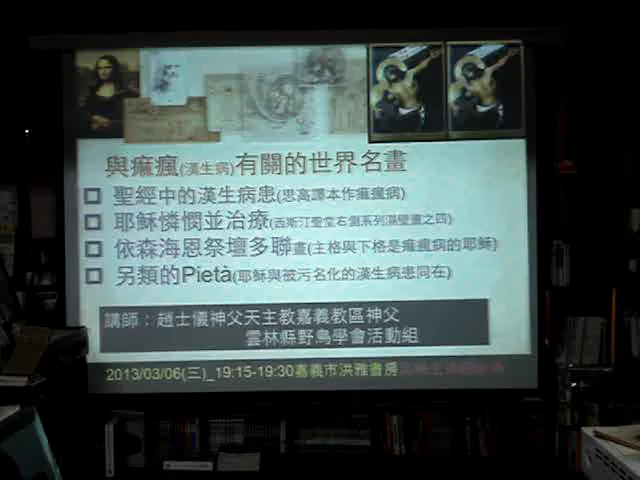 與痲瘋(漢生病)有關的世界名畫
聖經中的漢生病患(思高譯本作癩瘋病)
耶穌憐憫並治療(西斯汀聖堂右側系列濕壁畫之四)
依森海恩祭壇多聯畫(主格與下格是痲瘋病的耶穌)
另類的Pietà(耶穌與被污名化的漢生病患同在)
講師：趙士儀神父天主教嘉義教區神父
雲林縣野鳥學會活動組
2013/03/06(三)_19:15-19:30嘉義市洪雅書房